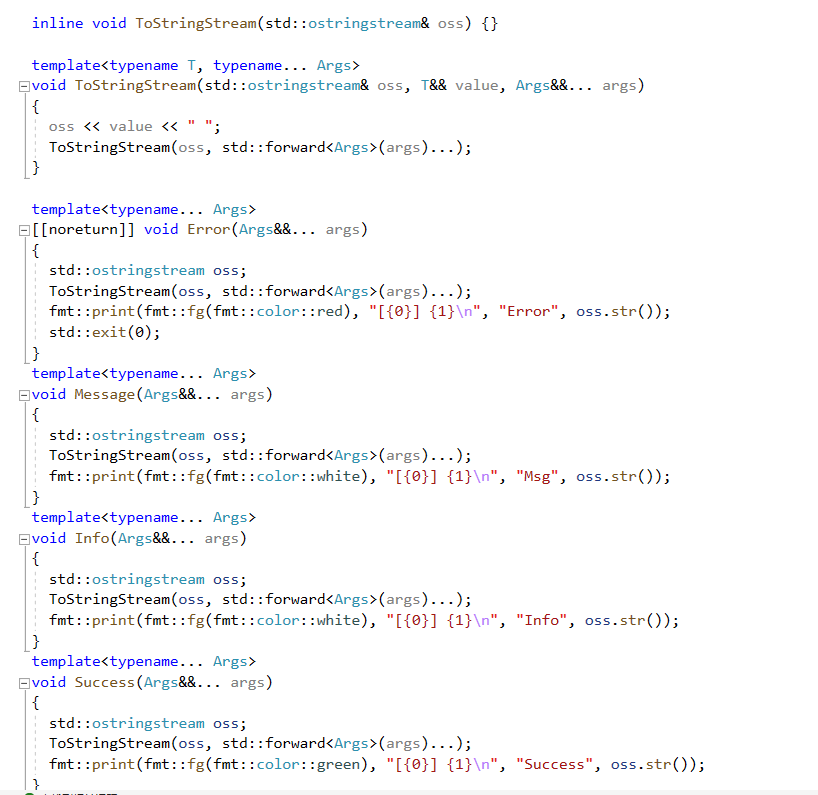 inline void ToStringStream(std::ostringstream& oss) {}
template<typename T, typename... Args>
void ToStringStream(std::ostringstream& oss, T&& value, Args&&... args)
{
oss << value << " ";
ToStringStream(oss, std::forward<Args>(args)...);
}
template<typename... Args>
[[noreturn]] void Error(Args&&... args)
{
std::ostringstream oss;
ToStringStream(oss, std::forward<Args>(args)...);
fmt::print(fmt::fg(fmt::color::red), "[{0}] {1}\n", "Error", oss.str());
std::exit(0);
}
template<typename... Args>
void Message(Args&&... args)
{
std::ostringstream oss;
ToStringStream(oss, std::forward<Args>(args)...);
fmt::print(fmt::fg(fmt::color::white), "[{0}] {1}\n", "Msg", oss.str());
}
template<typename... Args>
void Info(Args&&... args)
{
std::ostringstream oss;
ToStringStream(oss, std::forward<Args>(args)...);
fmt::print(fmt::fg(fmt::color::white), "[{0}] {1}\n", "Info", oss.str());
}
template<typename... Args>
void Success(Args&&... args)
{
std::ostringstream oss;
ToStringStream(oss, std::forward<Args>(args)...);
fmt::print(fmt::fg(fmt::color::green), "[{0}] {1}\n", "Success", oss.str());
}